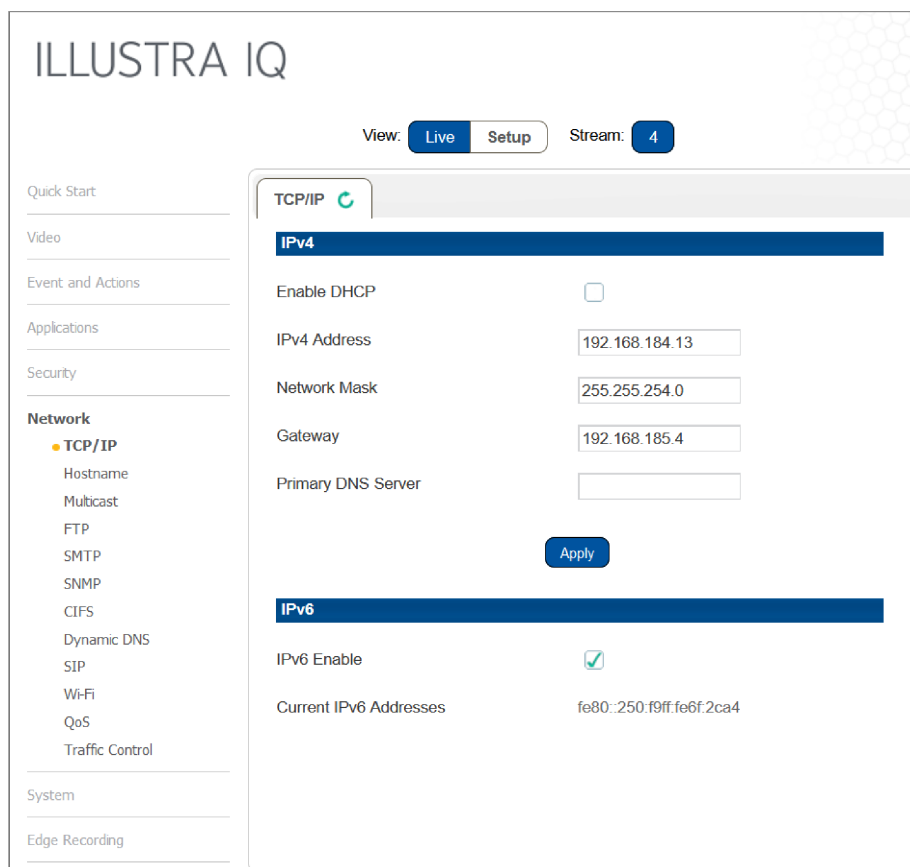 ILLUSTRA IQ
View: Live Setup Stream: 4
Quick Start
Video
Event and Actions
Applications
Security
Network
TCP/IP
Hostname
Multicast
FTP
SMTP
SNMP
CIFS
Dynamic DNS
SIP
Wi-Fi
QoS
Traffic Control
System
Edge Recording
TCP/IP
IPv4
Enable DHCP
IPv4 Address 192.168.184.13
Network Mask 255.255.254.0
Gateway 192.168.185.4
Primary DNS Server
Apply
IPv6
IPv6 Enable
Current IPv6 Addresses fe80::250:f9ff:fe6f:2ca4